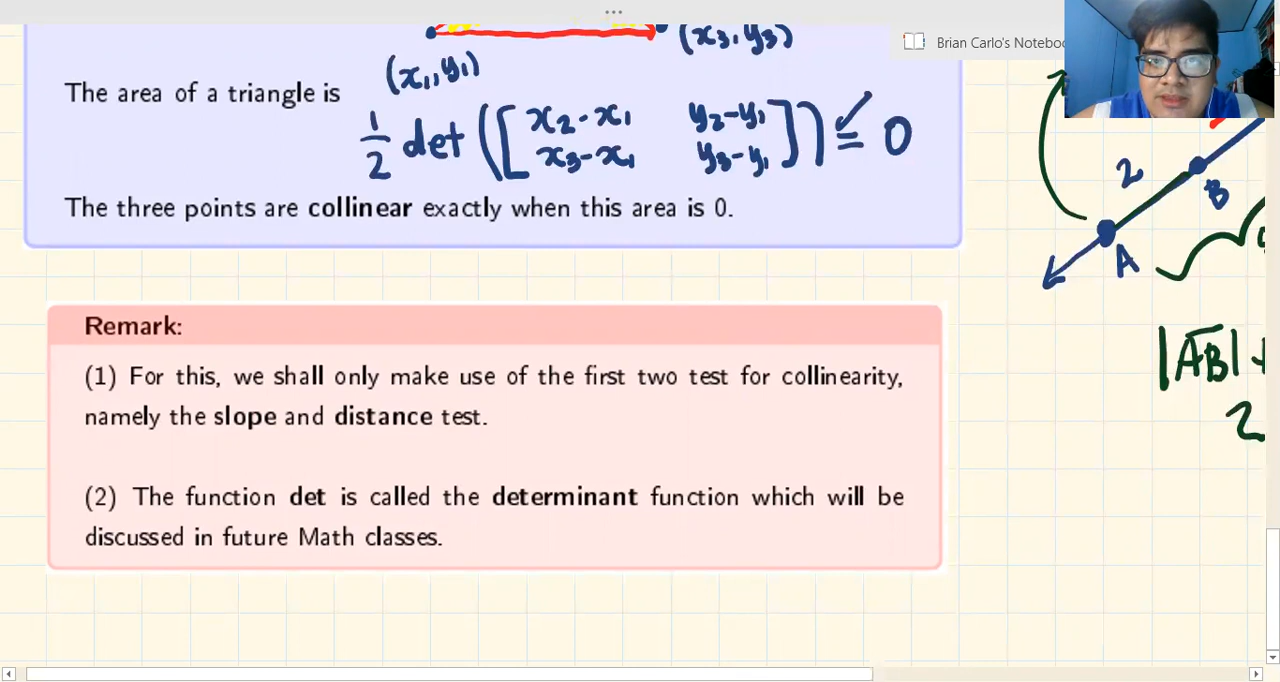 ...
(x3, y3)
Brian Carlo's Noteboo
(x1, y1)
The area of a triangle is
1/2 det([x2-x1 y2-y1
x3-x1 y3-y1]) = 0
The three points are collinear exactly when this area is 0.
2
B
A
Remark:
(1) For this, we shall only make use of the first two test for collinearity,
namely the slope and distance test.
(2) The function det is called the determinant function which will be
discussed in future Math classes.
|AB| +
2